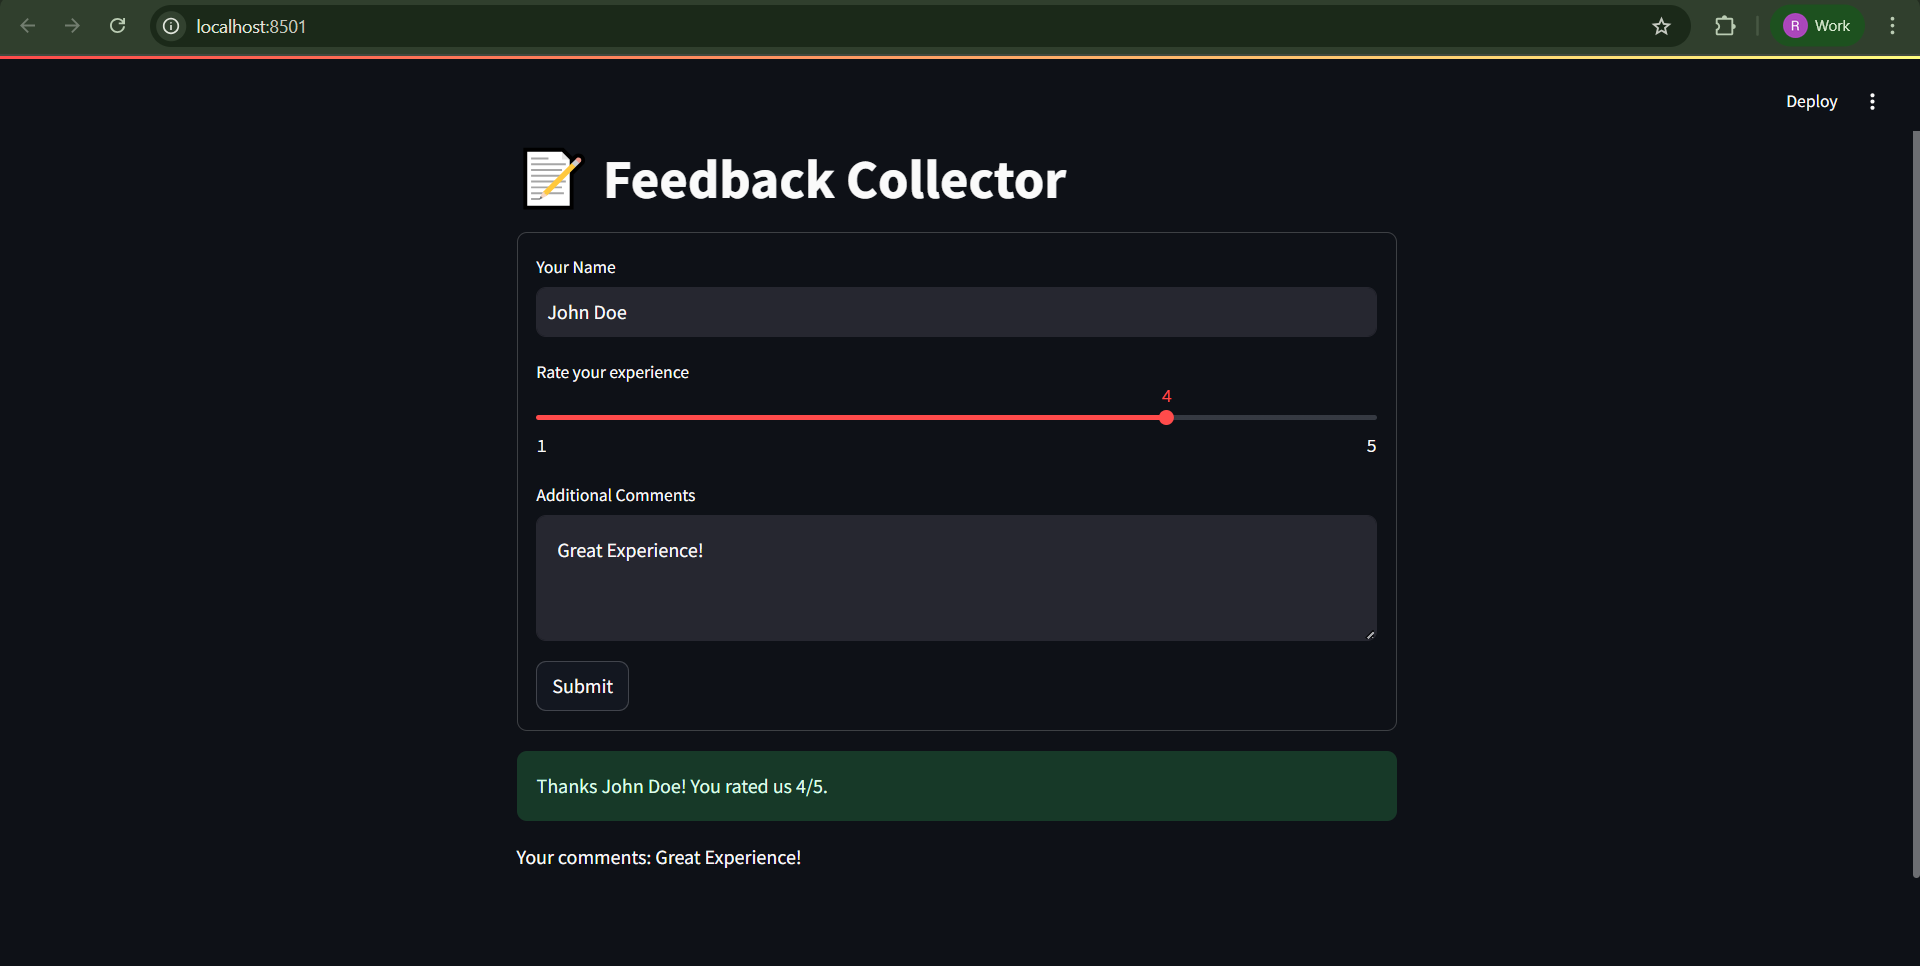 localhost:8501
R Work
Deploy
Feedback Collector
Your Name
John Doe
Rate your experience
4
1 5
Additional Comments
Great Experience!
Submit
Thanks John Doe! You rated us 4/5.
Your comments: Great Experience!